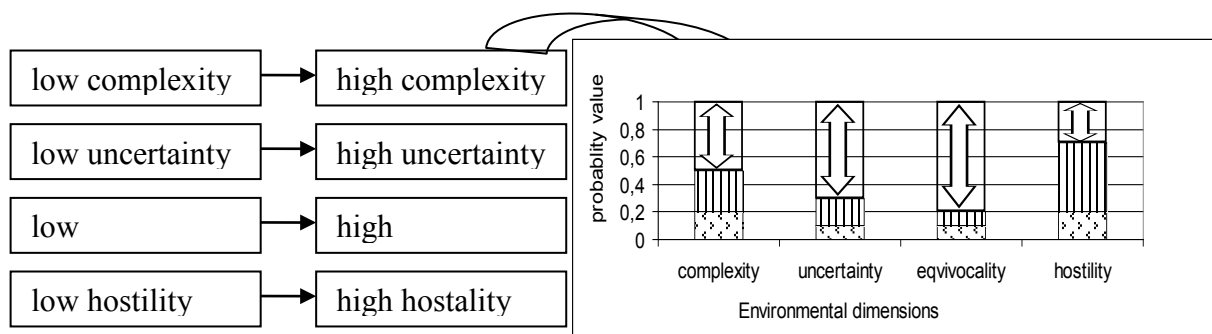 low complexity
high complexity
low uncertainty
high uncertainty
low
high
low hostility
high hostality
probablity value
1
0,8
0,6
0,4
0,2
0
complexity
uncertainty
eqvivocality
hostility
Environmental dimensions